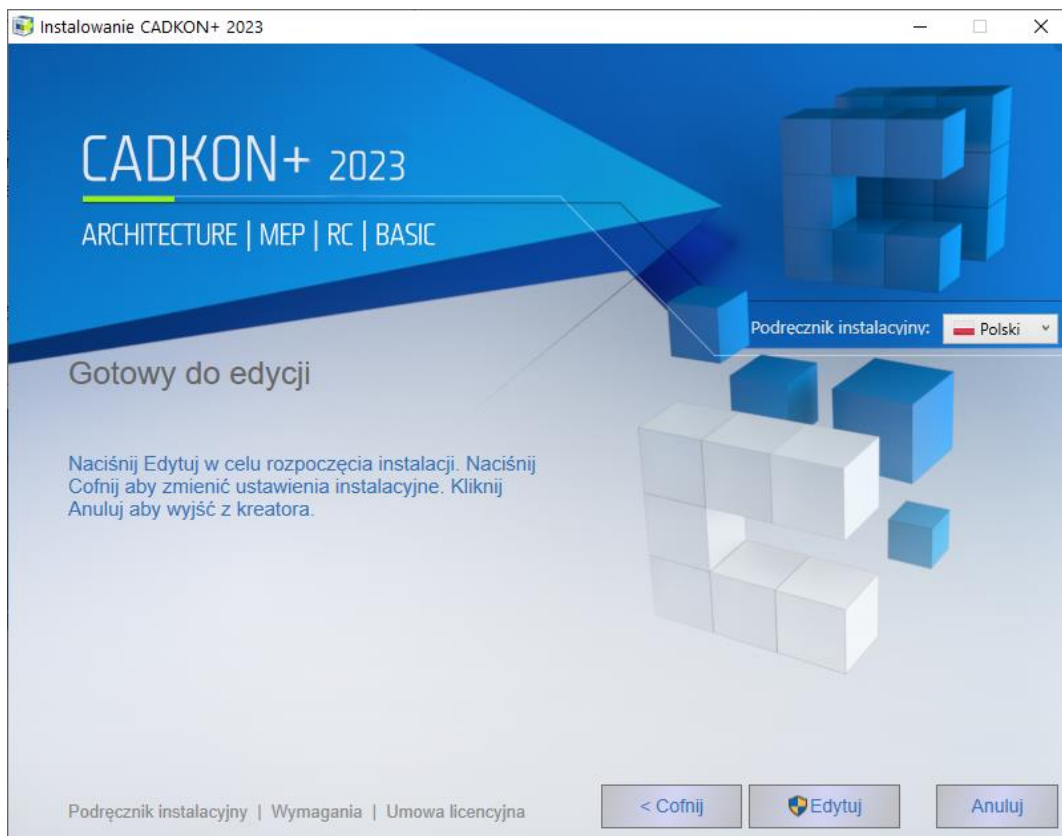 Instalowanie CADKON+ 2023
CADKON+ 2023
ARCHITECTURE | MEP | RC | BASIC
Podręcznik instalacyjny: Polski
Gotowy do edycji
Naciśnij Edytuj w celu rozpoczęcia instalacji. Naciśnij
Cofnij aby zmienić ustawienia instalacyjne. Kliknij
Anuluj aby wyjść z kreatora.
Podręcznik instalacyjny | Wymagania | Umowa licencyjna
< Cofnij
Edytuj
Anuluj